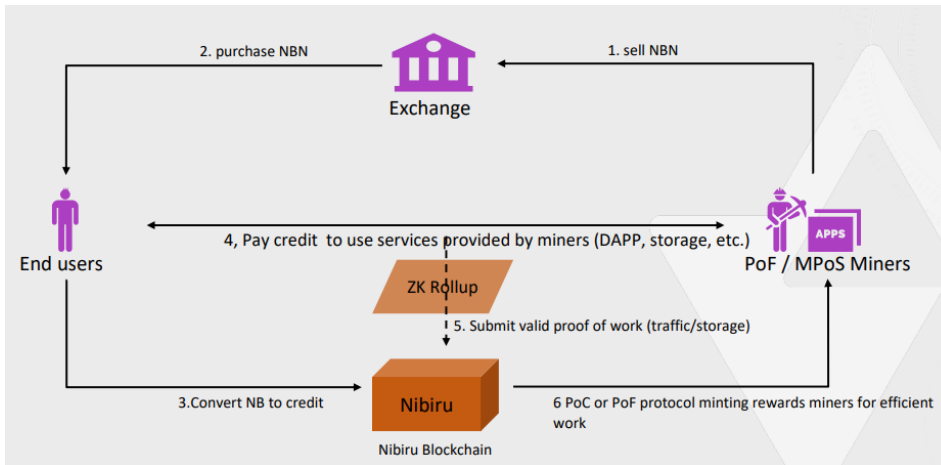 2. purchase NBN
1. sell NBN
Exchange
APPS
4, Pay credit to use services provided by miners (DAPP, storage, etc.)
End users
PoF / MPoS Miners
ZK Rollup
5. Submit valid proof of work (traffic/storage)
3.Convert NB to credit
Nibiru
6 PoC or PoF protocol minting rewards miners for efficient
work
Nibiru Blockchain